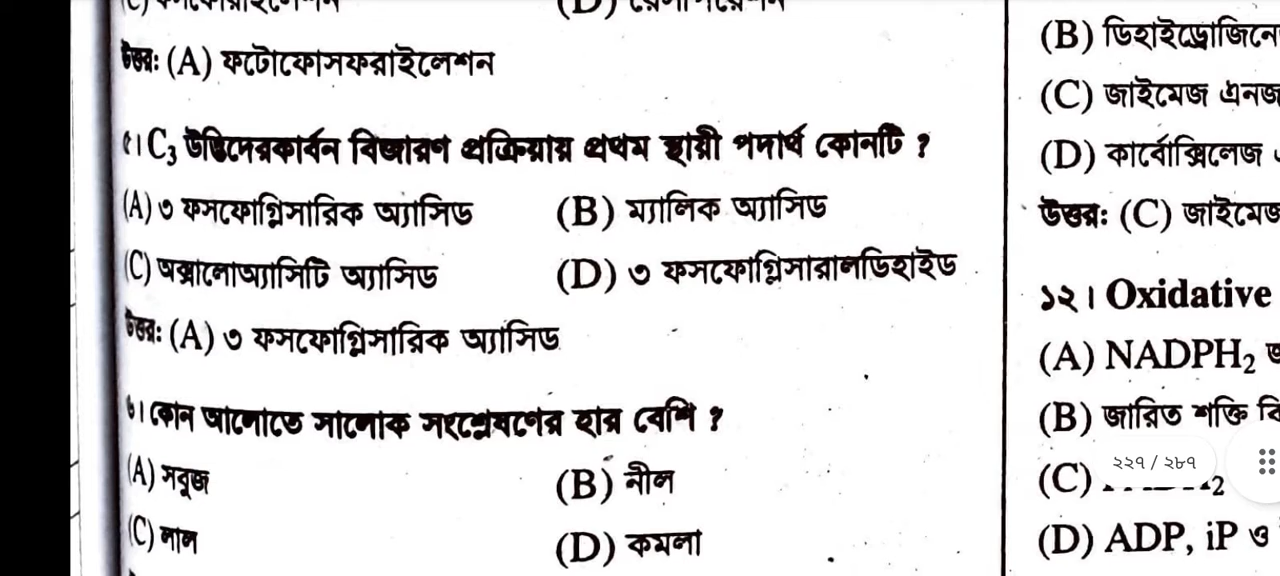 উত্তর: (A) ফটোফোসফরাইলেশন
৫। C₃ উদ্ভিদেরকার্বন বিজারণ প্রক্রিয়ায় প্রথম স্থায়ী পদার্থ কোনটি ?
(A) ৩ ফসফোগ্লিসারিক অ্যাসিড (B) ম্যালিক অ্যাসিড
(C) অক্সালোঅ্যাসিটি অ্যাসিড (D) ৩ ফসফোগ্লিসারালডিহাইড
উত্তর: (A) ৩ ফসফোগ্লিসারিক অ্যাসিড
৬। কোন আলোতে সালোক সংশ্লেষণের হার বেশি ?
(A) সবুজ (B) নীল
(C) লাল (D) কমলা
(B) ডিহাইড্রোজিনে
(C) জাইমেজ এনজ
(D) কার্বোক্সিলেজ
উত্তর: (C) জাইমেজ
১২। Oxidative
(A) NADPH₂
(B) জারিত শক্তি
(C)
(D) ADP, iP ও
২২৭ / ২৮৭